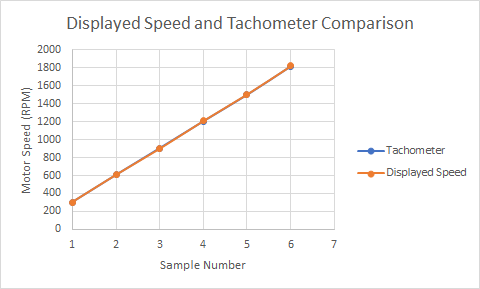 Displayed Speed and Tachometer Comparison
2000
1800
1600
1400
1200
1000
800
600
400
200
0
Motor Speed (RPM)
1 2 3 4 5 6 7
Sample Number
Tachometer
Displayed Speed